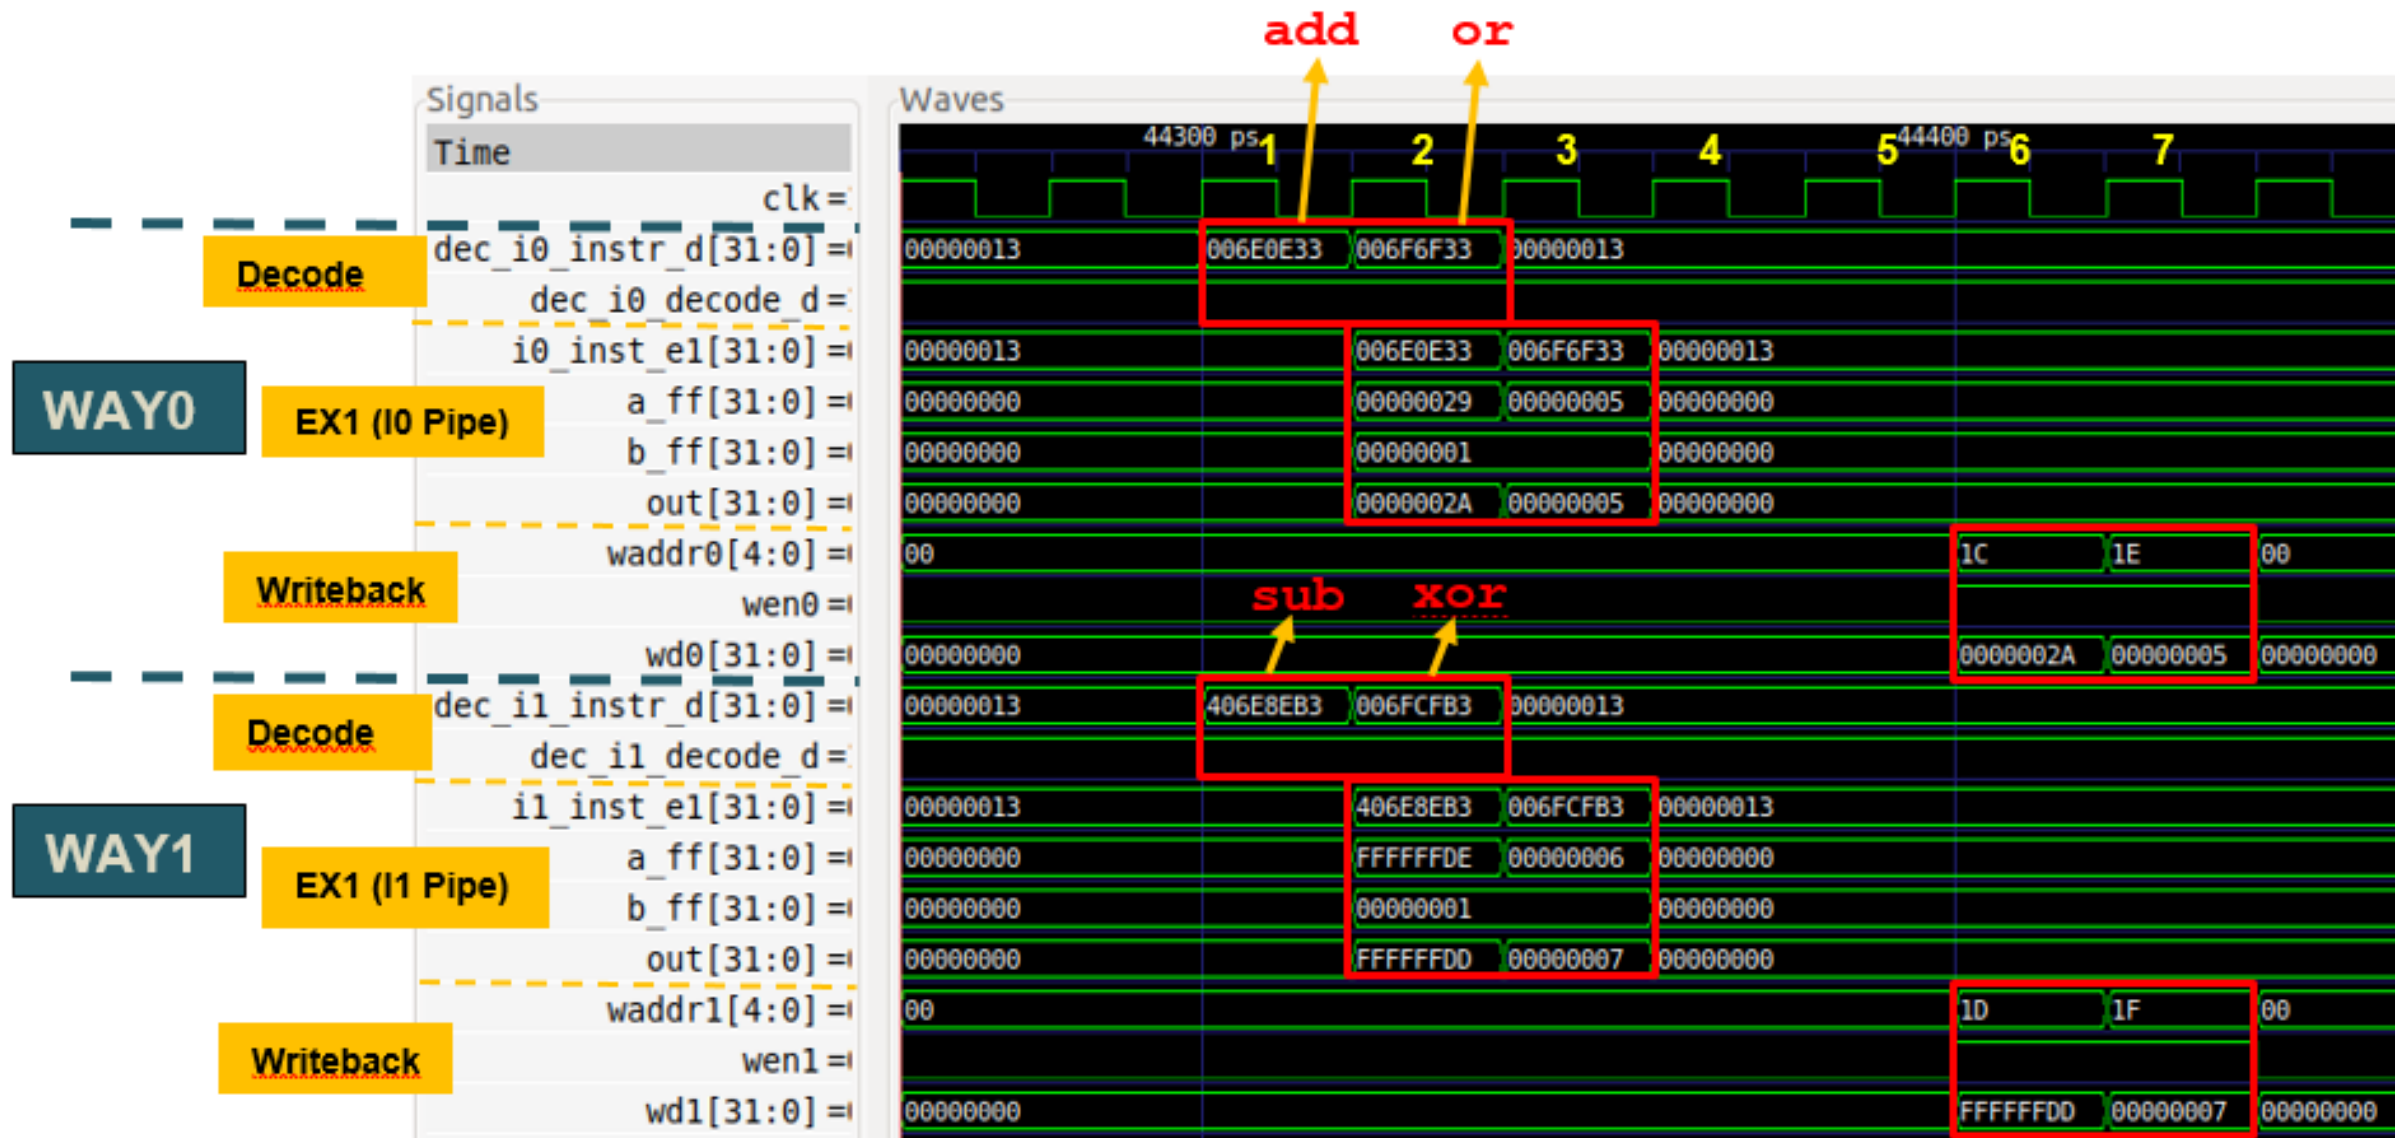 add or
Signals
Waves
Time
44300 ps
1 2 3 4 5
44400 ps
6 7
clk =
Decode
dec_i0_instr_d[31:0] = 00000013 006E0E33 006F6F33 00000013
dec_i0_decode_d =
WAY0
EX1 (I0 Pipe)
i0_inst_e1[31:0] = 00000013 006E0E33 006F6F33 00000013
a_ff[31:0] = 00000000 00000029 00000005 00000000
b_ff[31:0] = 00000000 00000001 00000000
out[31:0] = 00000000 0000002A 00000005 00000000
Writeback
waddr0[4:0] = 00 1C 1E 00
wen0 =
sub xor
wd0[31:0] = 00000000 0000002A 00000005 00000000
Decode
dec_i1_instr_d[31:0] = 00000013 406E8EB3 006FCFB3 00000013
dec_i1_decode_d =
WAY1
EX1 (I1 Pipe)
i1_inst_e1[31:0] = 00000013 406E8EB3 006FCFB3 00000013
a_ff[31:0] = 00000000 FFFFFFDE 00000006 00000000
b_ff[31:0] = 00000000 00000001 00000000
out[31:0] = 00000000 FFFFFFDD 00000007 00000000
Writeback
waddr1[4:0] = 00 1D 1F 00
wen1 =
wd1[31:0] = 00000000 FFFFFFDD 00000007 00000000